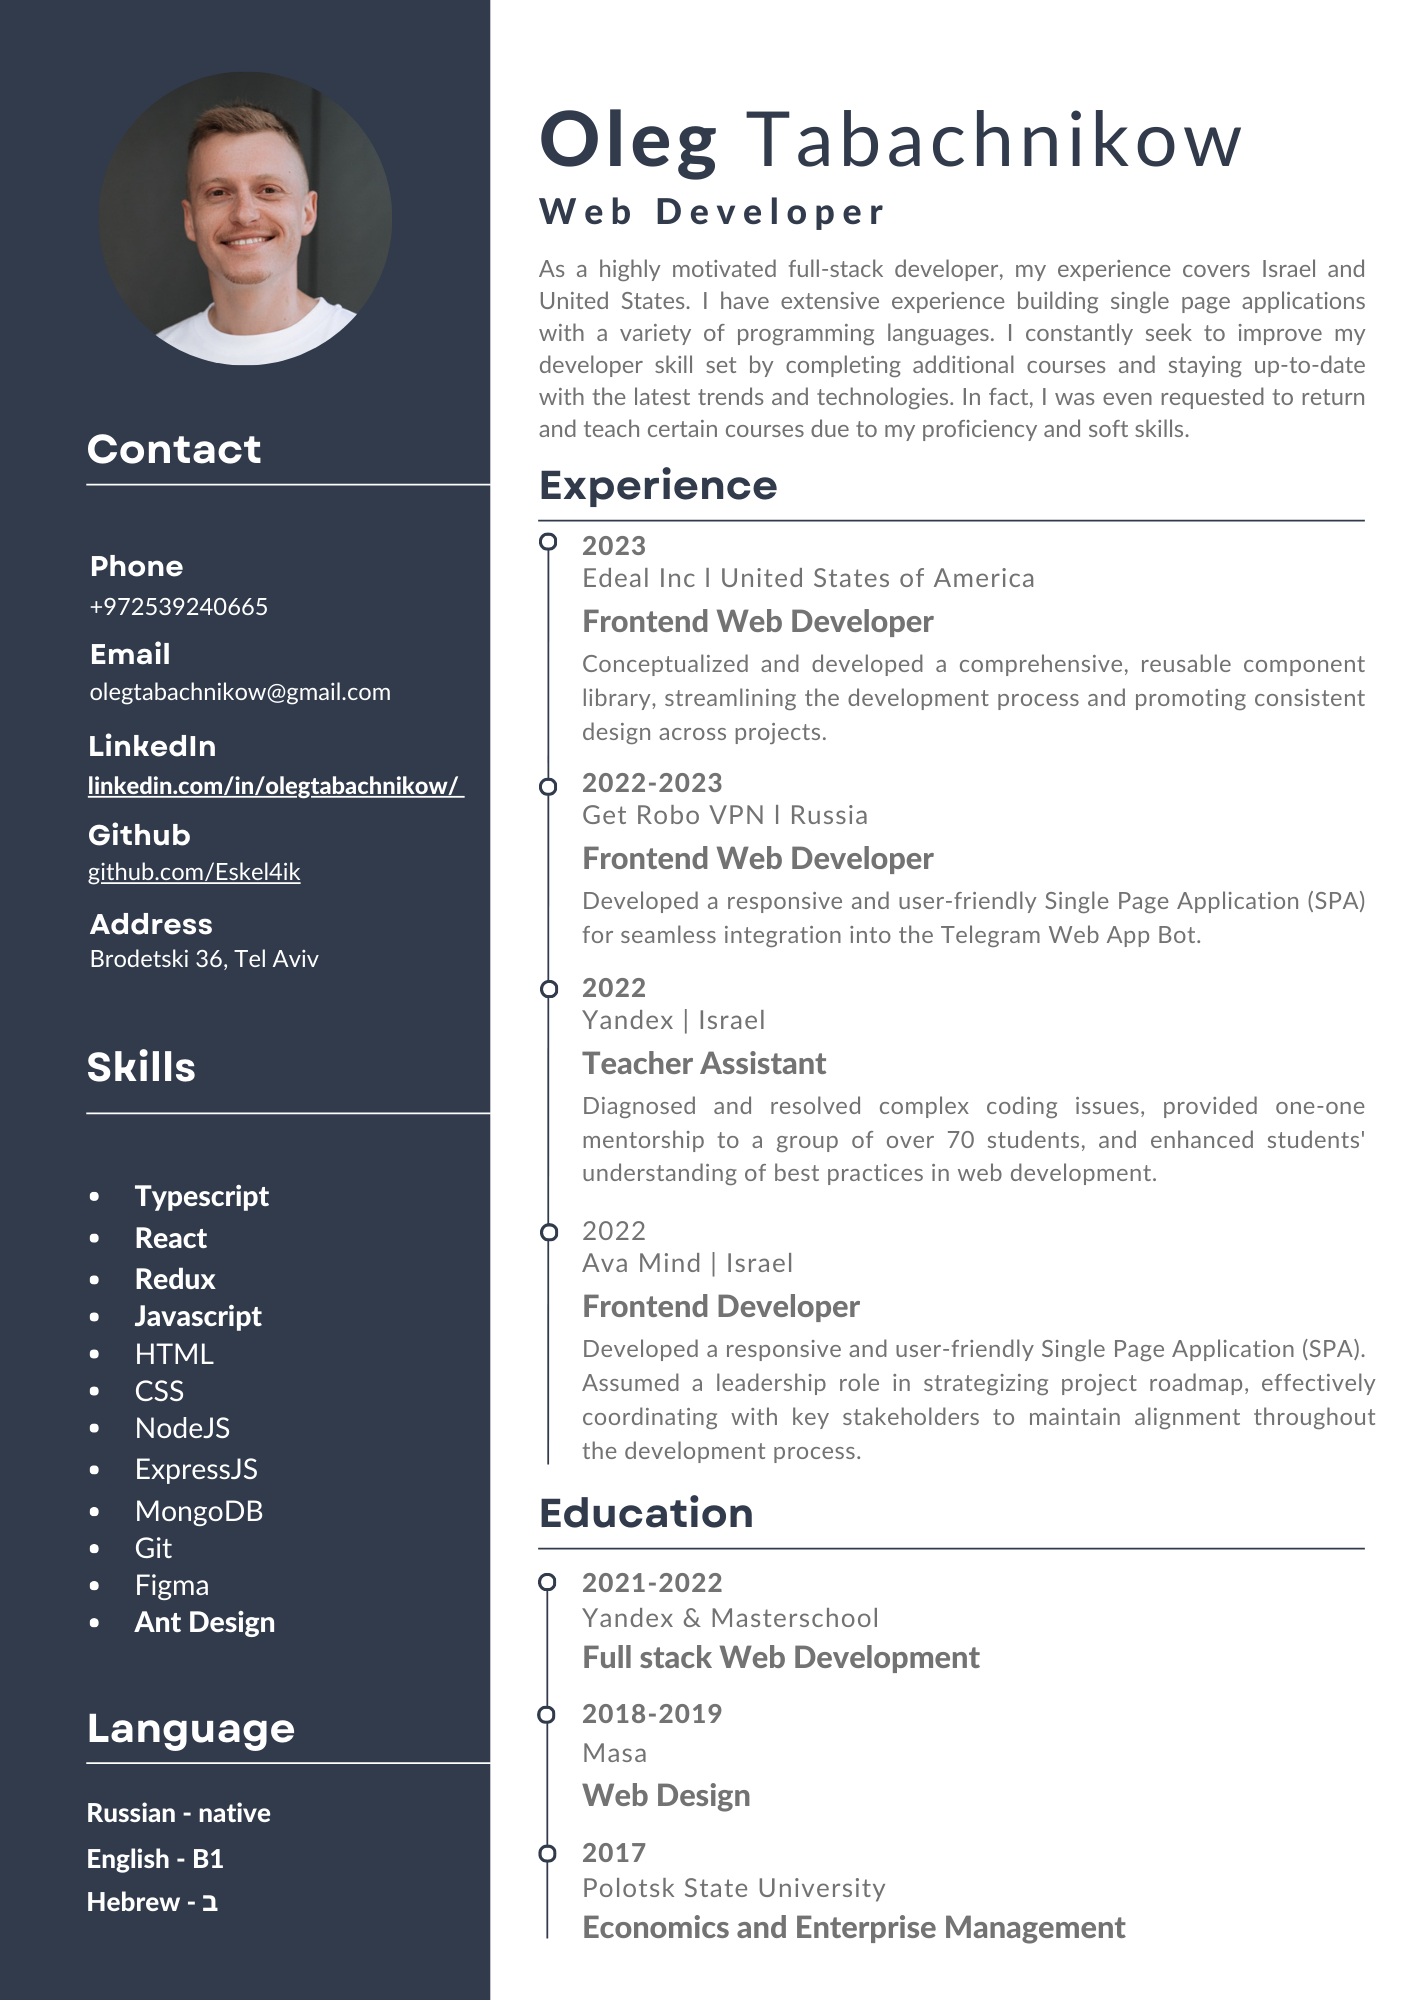 Contact
Phone
+972539240665
Email
olegtabachnikow@gmail.com
LinkedIn
linkedin.com/in/olegtabachnikow/
Github
github.com/Eskel4ik
Address
Brodetski 36, Tel Aviv
Skills
• Typescript
• React
• Redux
• Javascript
• HTML
• CSS
• NodeJS
• ExpressJS
• MongoDB
• Git
• Figma
• Ant Design
Language
Russian - native
English - B1
Hebrew - ב
Oleg Tabachnikow
Web Developer
As a highly motivated full-stack developer, my experience covers Israel and
United States. I have extensive experience building single page applications
with a variety of programming languages. I constantly seek to improve my
developer skill set by completing additional courses and staying up-to-date
with the latest trends and technologies. In fact, I was even requested to return
and teach certain courses due to my proficiency and soft skills.
Experience
2023
Edeal Inc l United States of America
Frontend Web Developer
Conceptualized and developed a comprehensive, reusable component
library, streamlining the development process and promoting consistent
design across projects.
2022-2023
Get Robo VPN l Russia
Frontend Web Developer
Developed a responsive and user-friendly Single Page Application (SPA)
for seamless integration into the Telegram Web App Bot.
2022
Yandex | Israel
Teacher Assistant
Diagnosed and resolved complex coding issues, provided one-one
mentorship to a group of over 70 students, and enhanced students'
understanding of best practices in web development.
2022
Ava Mind | Israel
Frontend Developer
Developed a responsive and user-friendly Single Page Application (SPA).
Assumed a leadership role in strategizing project roadmap, effectively
coordinating with key stakeholders to maintain alignment throughout
the development process.
Education
2021-2022
Yandex & Masterschool
Full stack Web Development
2018-2019
Masa
Web Design
2017
Polotsk State University
Economics and Enterprise Management